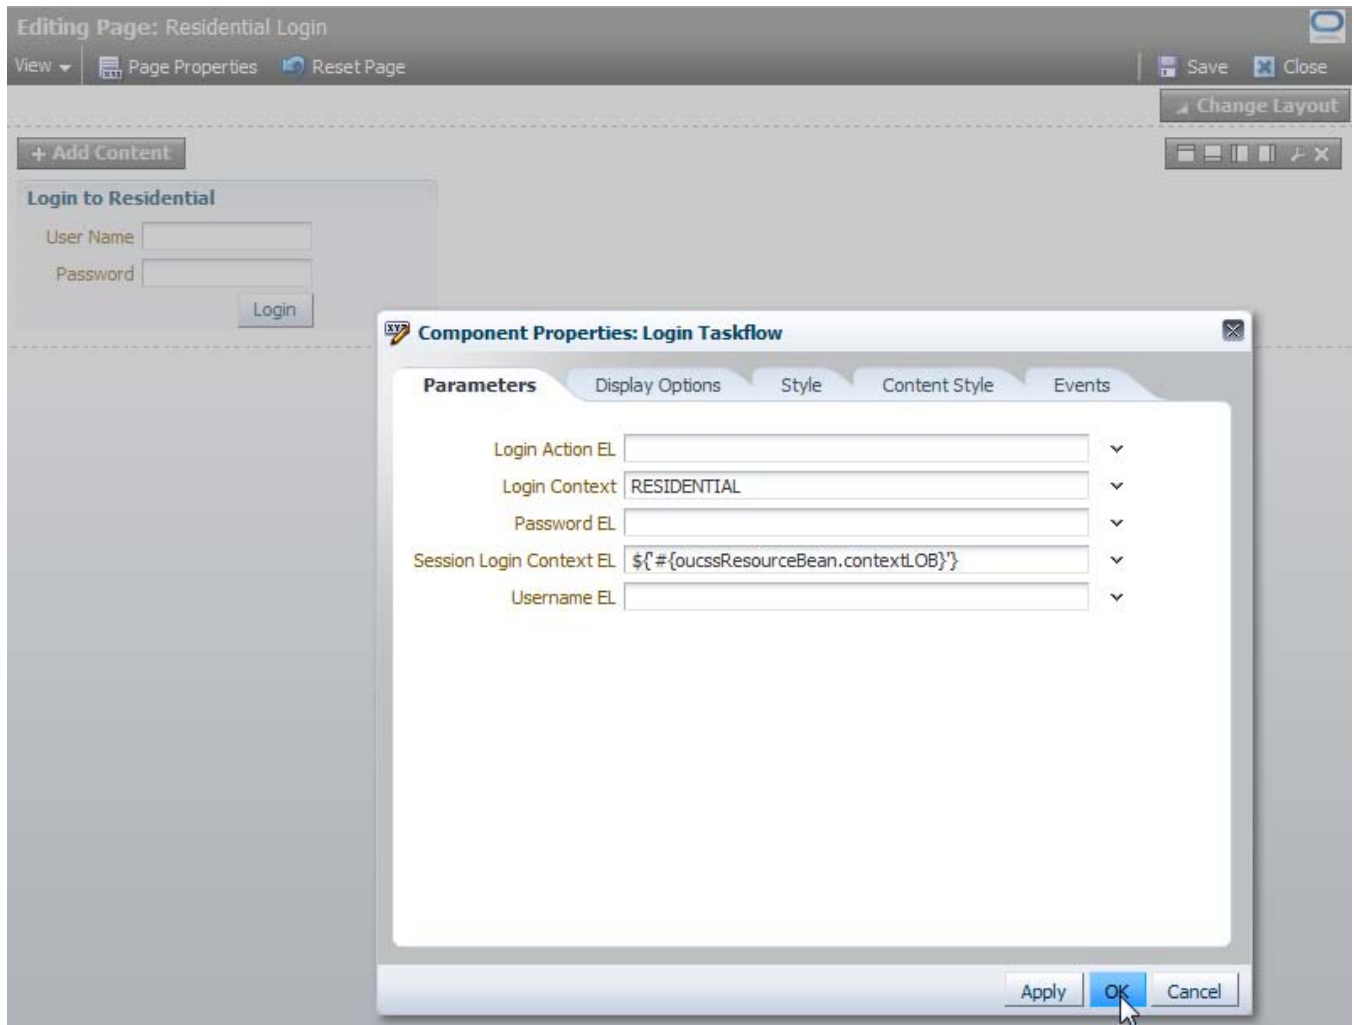 Editing Page: Residential Login
View Page Properties Reset Page Save Close
Change Layout
+ Add Content
Login to Residential
User Name
Password
Login
Component Properties: Login Taskflow
Parameters Display Options Style Content Style Events
Login Action EL
Login Context RESIDENTIAL
Password EL
Session Login Context EL ${'#{oucssResourceBean.contextLOB}'}
Username EL
Apply OK Cancel